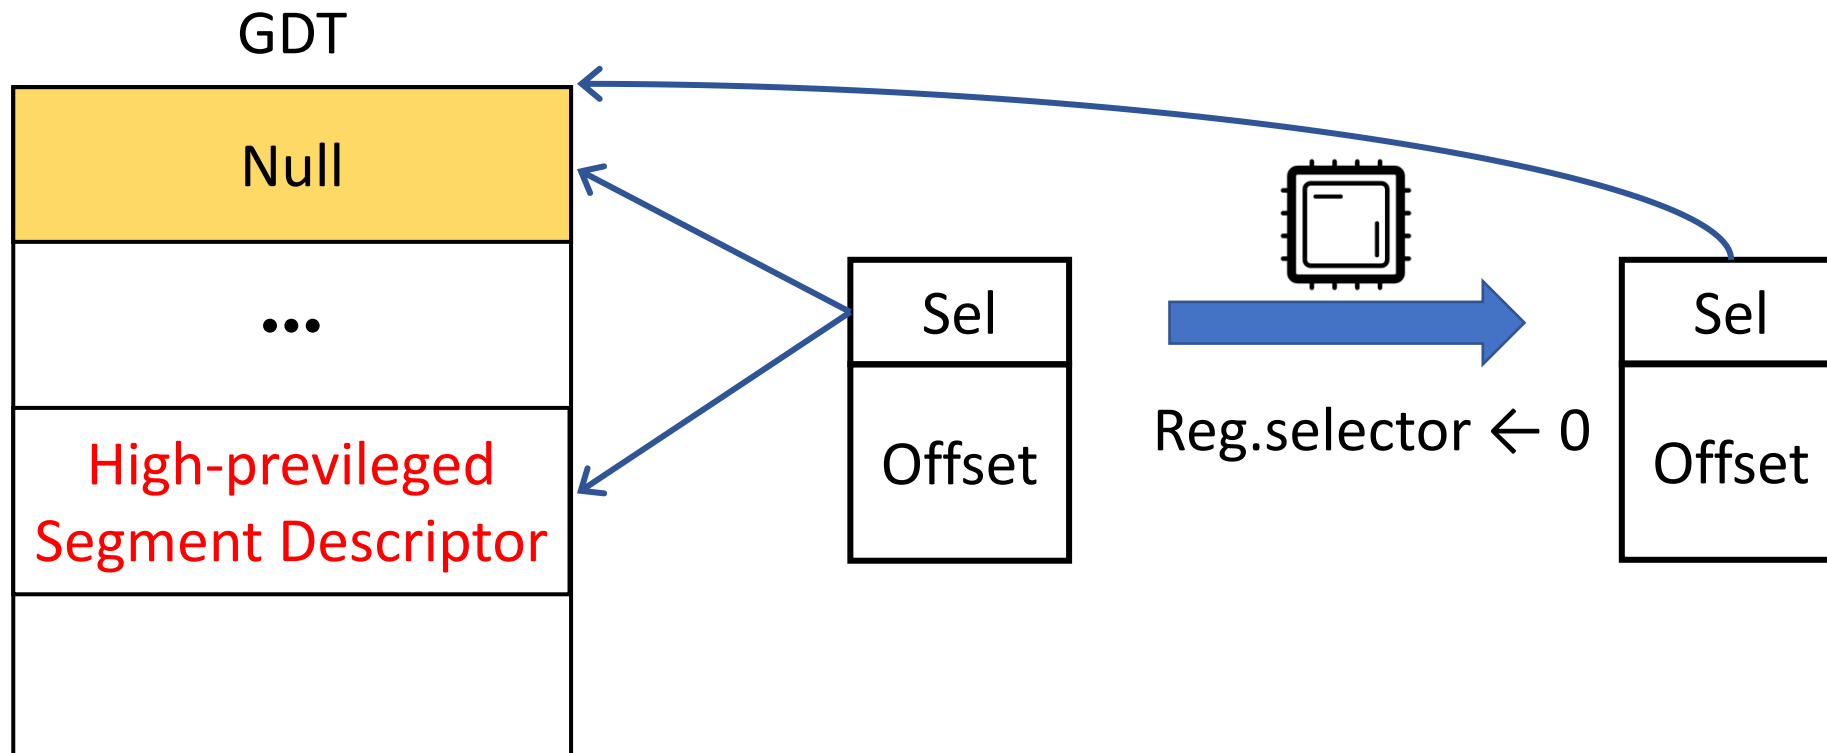 GDT
Null
...
High-previleged
Segment Descriptor
Sel
Offset
Reg.selector ← 0
Sel
Offset